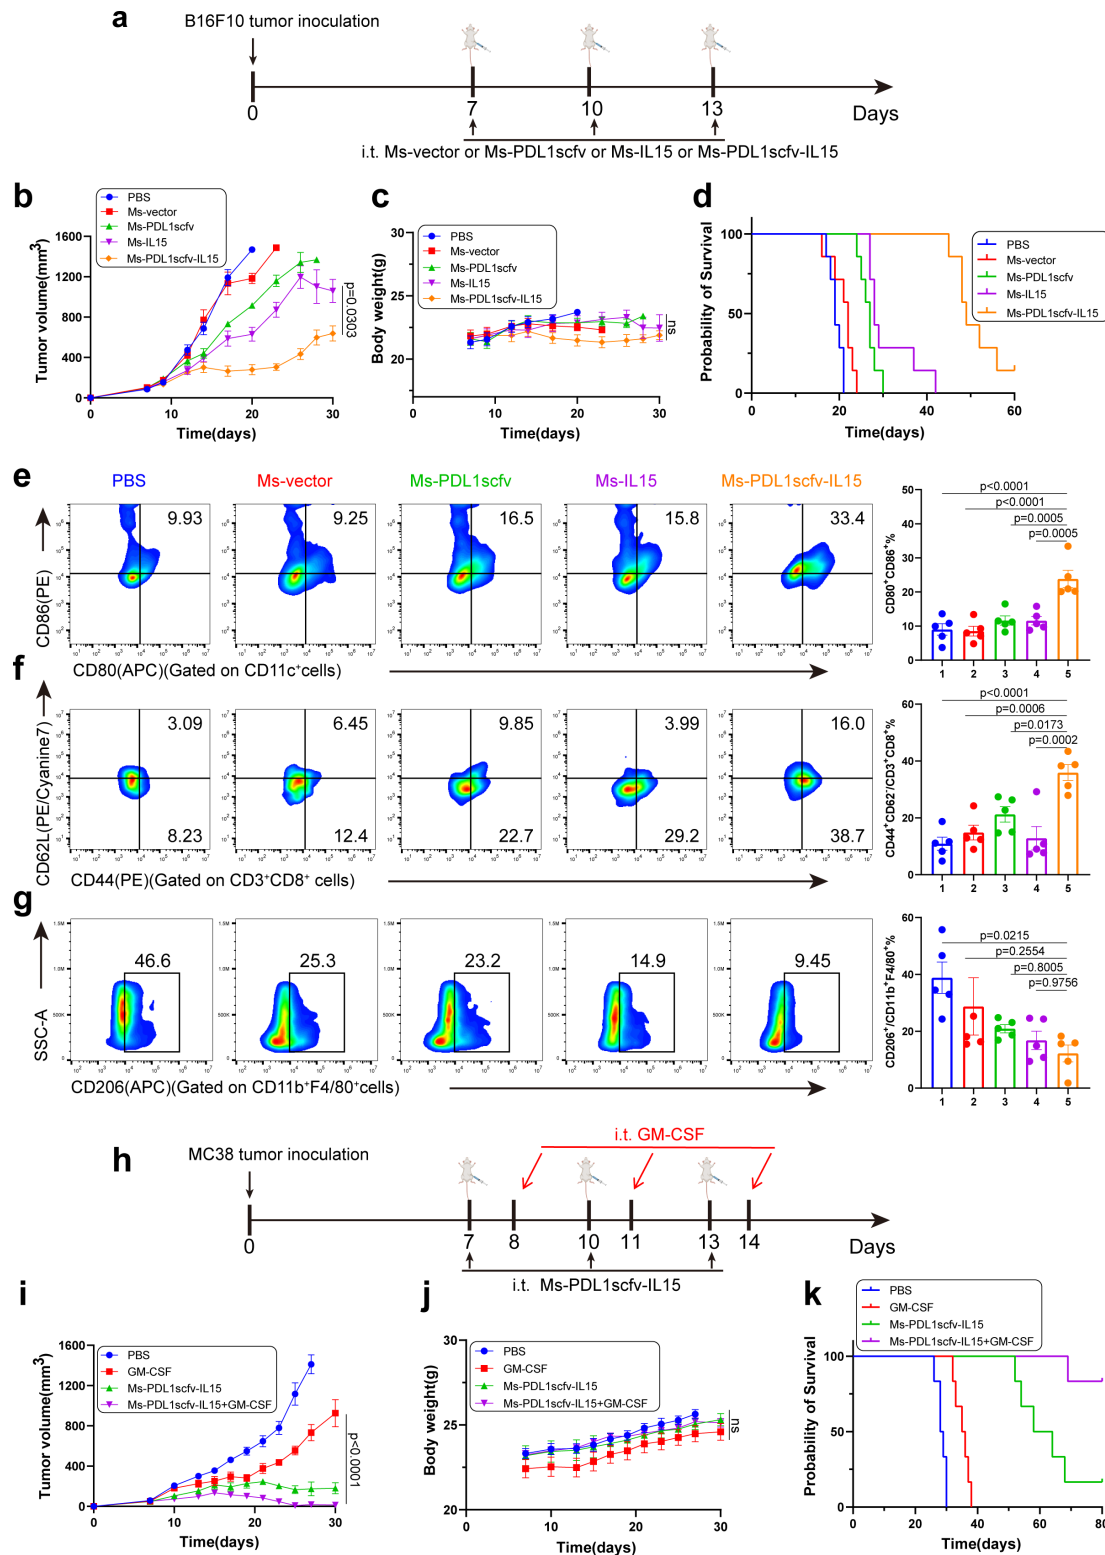 a
B16F10 tumor inoculation
0 7 10 13 Days
i.t. Ms-vector or Ms-PDL1scfv or Ms-IL15 or Ms-PDL1scfv-IL15
b
PBS
Ms-vector
Ms-PDL1scfv
Ms-IL15
Ms-PDL1scfv-IL15
Tumor volume(mm³)
1600
1200
800
400
0
0 10 20 30
Time(days)
p=0.0303
c
PBS
Ms-vector
Ms-PDL1scfv
Ms-IL15
Ms-PDL1scfv-IL15
Body weight(g)
30
25
20
0 10 20 30
Time(days)
ns
d
PBS
Ms-vector
Ms-PDL1scfv
Ms-IL15
Ms-PDL1scfv-IL15
Probability of Survival
100
50
0
0 20 40 60
Time(days)
e
PBS Ms-vector Ms-PDL1scfv Ms-IL15 Ms-PDL1scfv-IL15
9.93 9.25 16.5 15.8 33.4
CD86(PE)
CD80(APC)(Gated on CD11c⁺cells)
p<0.0001
p<0.0001
p=0.0005
p=0.0005
CD80⁺CD86⁺%
50
40
30
20
10
0
1 2 3 4 5
f
3.09 6.45 9.85 3.99 16.0
8.23 12.4 22.7 29.2 38.7
CD62L(PE/Cyanine7)
CD44(PE)(Gated on CD3⁺CD8⁺ cells)
p<0.0001
p=0.0006
p=0.0173
p=0.0002
CD44⁺CD62⁻/CD3⁺CD8⁺%
60
40
20
0
1 2 3 4 5
g
46.6 25.3 23.2 14.9 9.45
1.5M
1.0M
500K
0
SSC-A
CD206(APC)(Gated on CD11b⁺F4/80⁺cells)
p=0.0215
p=0.2554
p=0.8005
p=0.9756
CD206⁺/CD11b⁺F4/80⁺%
60
40
20
0
1 2 3 4 5
h
i.t. GM-CSF
MC38 tumor inoculation
0 7 8 10 11 13 14 Days
i.t. Ms-PDL1scfv-IL15
i
PBS
GM-CSF
Ms-PDL1scfv-IL15
Ms-PDL1scfv-IL15+GM-CSF
Tumor volume(mm³)
1600
1200
800
400
0
0 10 20 30
Time(days)
p<0.0001
j
PBS
GM-CSF
Ms-PDL1scfv-IL15
Ms-PDL1scfv-IL15+GM-CSF
Body weight(g)
30
25
20
0 10 20 30
Time(days)
ns
k
PBS
GM-CSF
Ms-PDL1scfv-IL15
Ms-PDL1scfv-IL15+GM-CSF
Probability of Survival
100
50
0
0 20 40 60 80
Time(days)